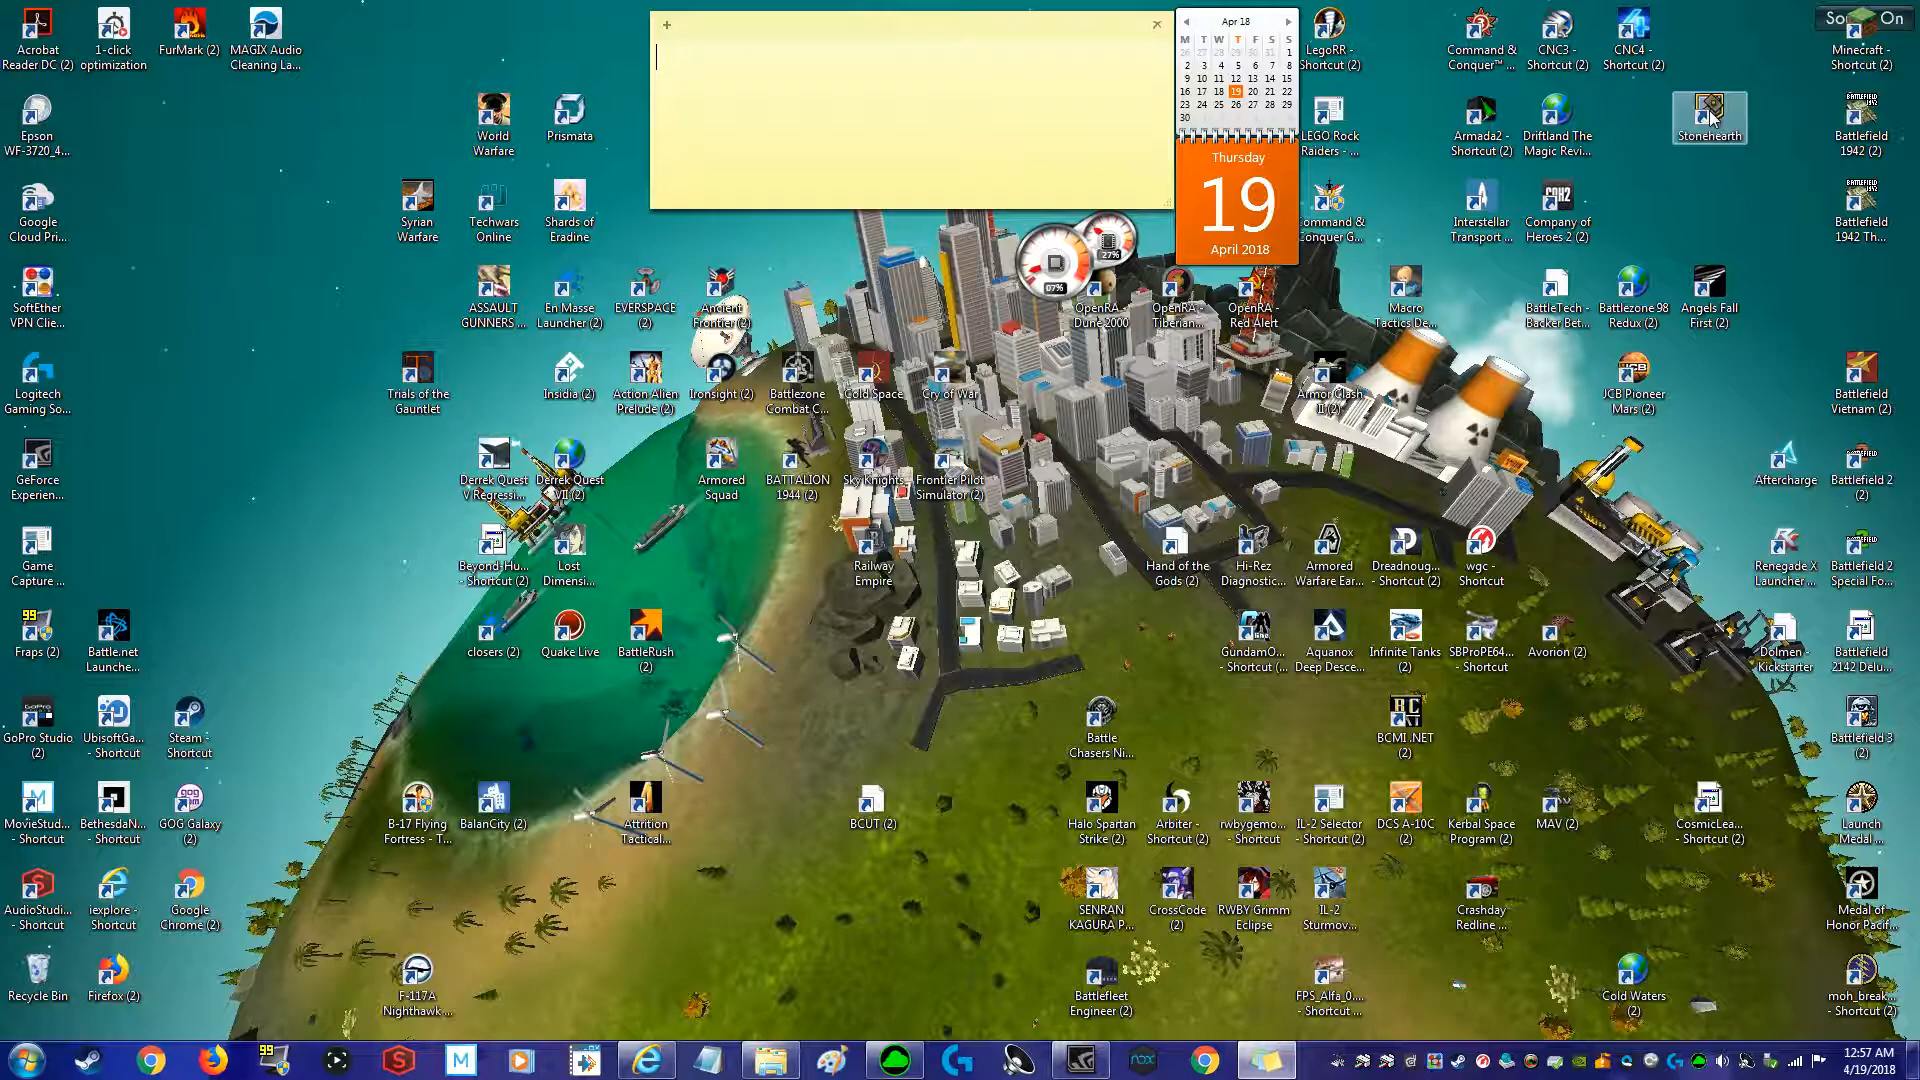 Acrobat
Reader DC (2)
1-click
optimization
FurMark (2)
MAGIX Audio
Cleaning La...
Apr 18
M T W T F S S
26 27 28 29 30 31 1
2 3 4 5 6 7 8
9 10 11 12 13 14 15
16 17 18 19 20 21 22
23 24 25 26 27 28 29
30
Thursday
19
April 2018
LegoRR -
Shortcut (2)
Command &
Conquer™ ...
CNC3 -
Shortcut (2)
CNC4 -
Shortcut (2)
On
Minecraft -
Shortcut (2)
Epson
WF-3720_4...
World
Warfare
Prismata
LEGO Rock
Raiders - ...
Armada2 -
Shortcut (2)
Driftland The
Magic Revi...
Stonehearth
Battlefield
1942 (2)
Google
Cloud Pri...
Syrian
Warfare
Techwars
Online
Shards of
Eradine
Command &
Conquer G...
Interstellar
Transport ...
Company of
Heroes 2 (2)
Battlefield
1942 Th...
27%
07%
SoftEther
VPN Clie...
ASSAULT
GUNNERS ...
En Masse
Launcher (2)
EVERSPACE
(2)
Ancient
Frontier (2)
OpenRA -
Dune 2000
OpenRA -
Tiberian...
OpenRA -
Red Alert
Macro
Tactics De...
BattleTech -
Backer Bet...
Battlezone 98
Redux (2)
Angels Fall
First (2)
Logitech
Gaming So...
Trials of the
Gauntlet
Insidia (2)
Action Alien
Prelude (2)
Ironsight (2)
Battlezone
Combat C...
Cold Space
Cry of War
Armor Clash
II (2)
JCB Pioneer
Mars (2)
Battlefield
Vietnam (2)
GeForce
Experien...
Derrek Quest
V Regressi...
Derrek Quest
VII (2)
Armored
Squad
BATTALION
1944 (2)
Sky Knights
Frontier Pilot
Simulator (2)
Aftercharge
Battlefield 2
(2)
Game
Capture ...
Beyond-Hu...
- Shortcut (2)
Lost
Dimensi...
Railway
Empire
Hand of the
Gods (2)
Hi-Rez
Diagnostic...
Armored
Warfare Ear...
Dreadnoug...
- Shortcut (2)
wgc -
Shortcut
Renegade X
Launcher ...
Battlefield 2
Special Fo...
Fraps (2)
Battle.net
Launche...
closers (2)
Quake Live
BattleRush
(2)
GundamO...
- Shortcut (...
Aquanox
Deep Desce...
Infinite Tanks
(2)
SBProPE64...
- Shortcut
Avorion (2)
Dolmen -
Kickstarter
Battlefield
2142 Delu...
GoPro Studio
(2)
UbisoftGa...
- Shortcut
Steam -
Shortcut
Battle
Chasers Ni...
BCMI .NET
(2)
Battlefield 3
(2)
MovieStud...
- Shortcut
BethesdaN...
- Shortcut
GOG Galaxy
(2)
B-17 Flying
Fortress - T...
BalanCity (2)
Attrition
Tactical...
BCUT (2)
Halo Spartan
Strike (2)
Arbiter -
Shortcut (2)
rwbygemo...
- Shortcut
IL-2 Selector
- Shortcut (2)
DCS A-10C
(2)
Kerbal Space
Program (2)
MAV (2)
CosmicLea...
- Shortcut (2)
Launch
Medal ...
AudioStudi...
- Shortcut
iexplore -
Shortcut
Google
Chrome (2)
SENRAN
KAGURA P...
CrossCode
(2)
RWBY Grimm
Eclipse
IL-2
Sturmov...
Crashday
Redline ...
Medal of
Honor Pacif...
Recycle Bin
Firefox (2)
F-117A
Nighthawk ...
Battlefleet
Engineer (2)
FPS_Alfa_0....
- Shortcut ...
Cold Waters
(2)
moh_break...
- Shortcut (2)
12:57 AM
4/19/2018